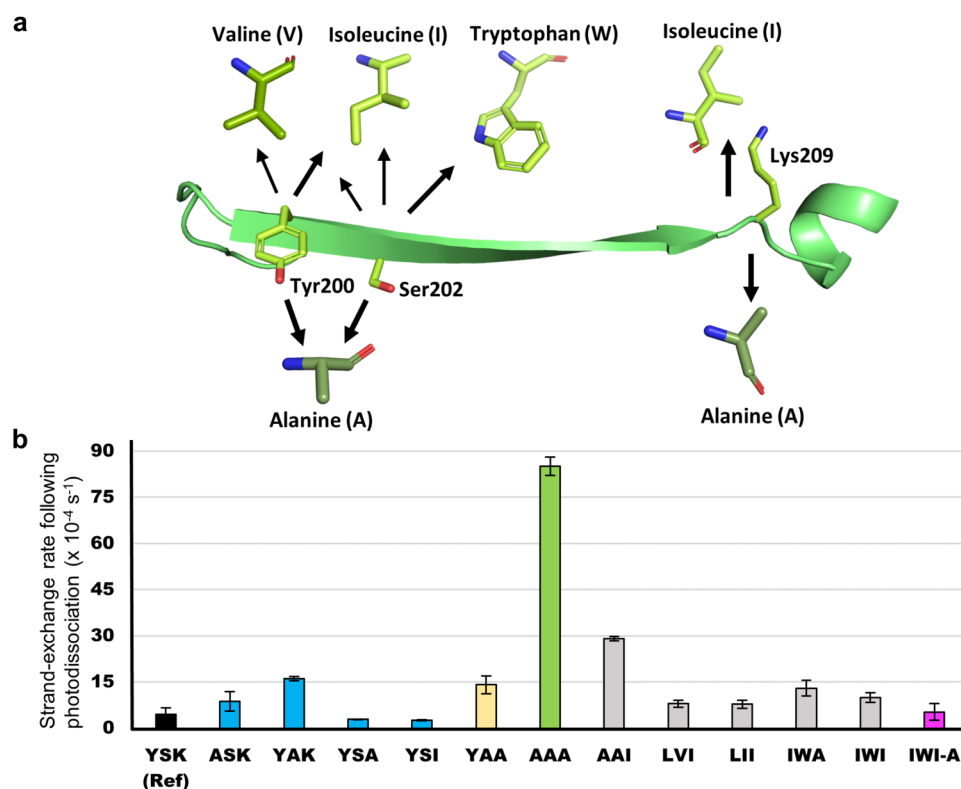 a
Valine (V)
Isoleucine (I)
Tryptophan (W)
Isoleucine (I)
Lys209
Tyr200
Ser202
Alanine (A)
Alanine (A)
b
Strand-exchange rate following
photodissociation (x 10⁻⁴ s⁻¹)
90
75
60
45
30
15
0
YSK ASK YAK YSA YSI YAA AAA AAI LVI LII IWA IWI IWI-A
(Ref)